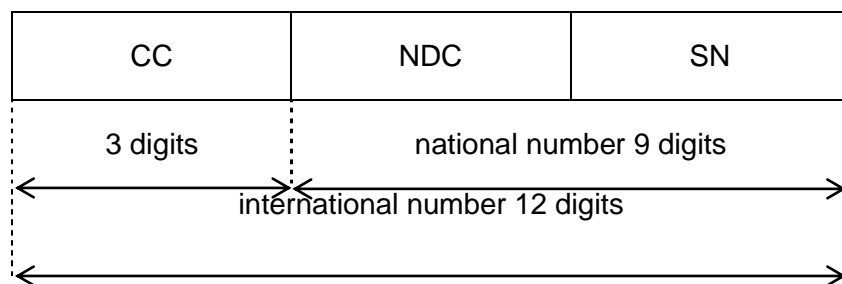 CC NDC SN
3 digits national number 9 digits
international number 12 digits